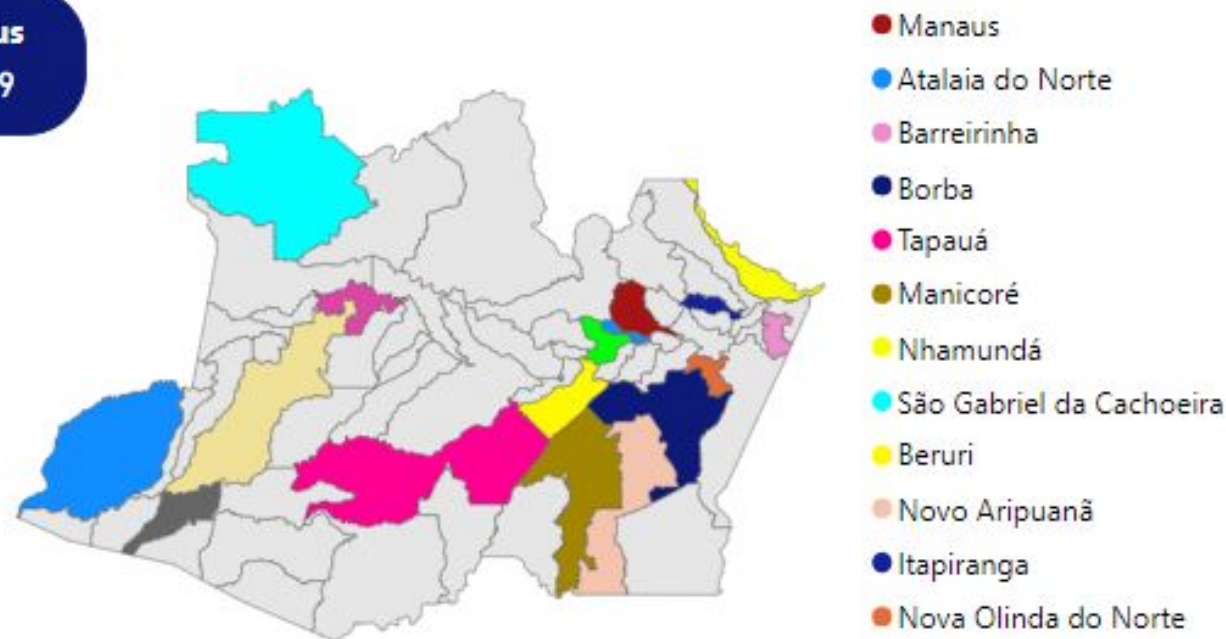 us
9
Manaus
Atalaia do Norte
Barreirinha
Borba
Tapauá
Manicoré
Nhamundá
São Gabriel da Cachoeira
Beruri
Novo Aripuanã
Itapiranga
Nova Olinda do Norte